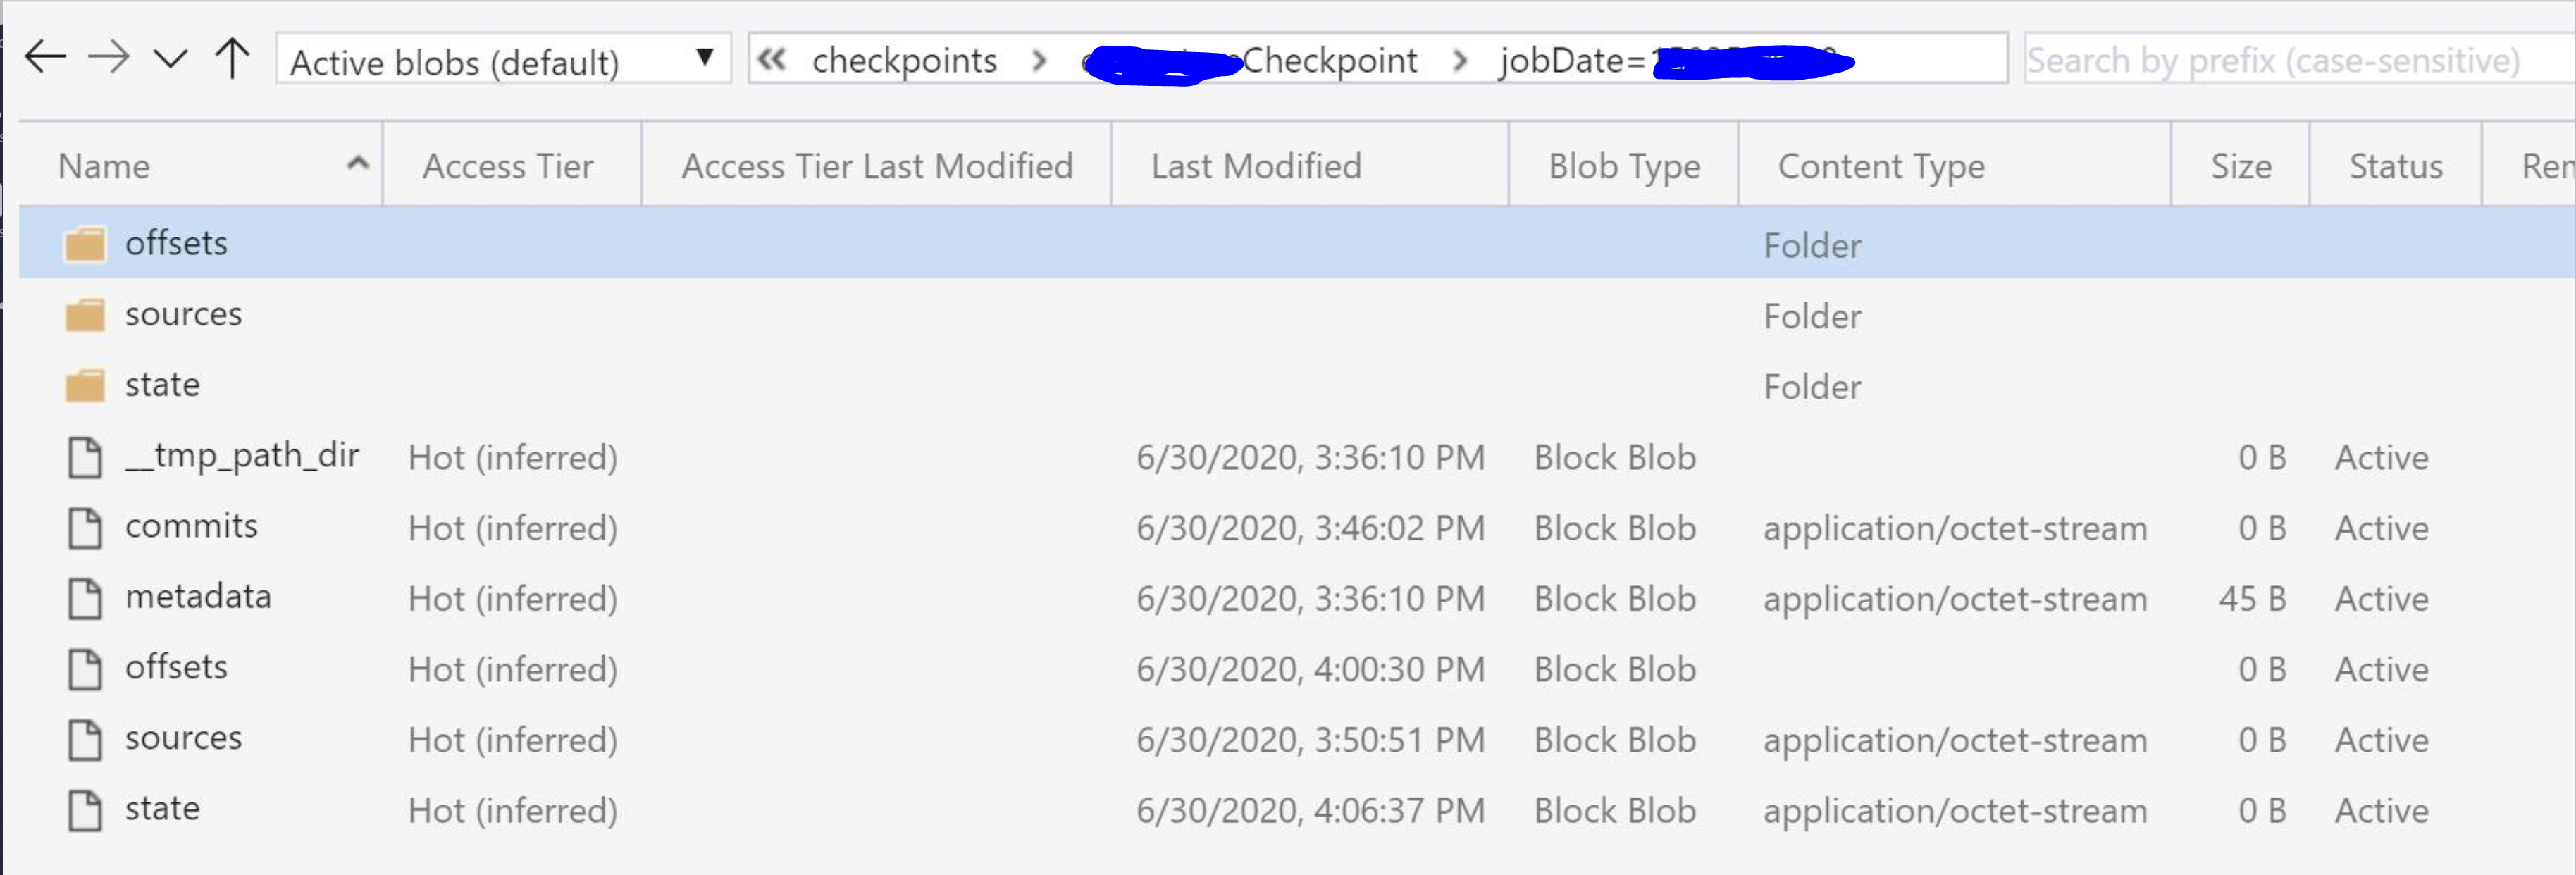 Active blobs (default) ▼ « checkpoints > Checkpoint > jobDate= Search by prefix (case-sensitive)
Name Access Tier Access Tier Last Modified Last Modified Blob Type Content Type Size Status
offsets Folder
sources Folder
state Folder
__tmp_path_dir Hot (inferred) 6/30/2020, 3:36:10 PM Block Blob 0 B Active
commits Hot (inferred) 6/30/2020, 3:46:02 PM Block Blob application/octet-stream 0 B Active
metadata Hot (inferred) 6/30/2020, 3:36:10 PM Block Blob application/octet-stream 45 B Active
offsets Hot (inferred) 6/30/2020, 4:00:30 PM Block Blob 0 B Active
sources Hot (inferred) 6/30/2020, 3:50:51 PM Block Blob application/octet-stream 0 B Active
state Hot (inferred) 6/30/2020, 4:06:37 PM Block Blob application/octet-stream 0 B Active